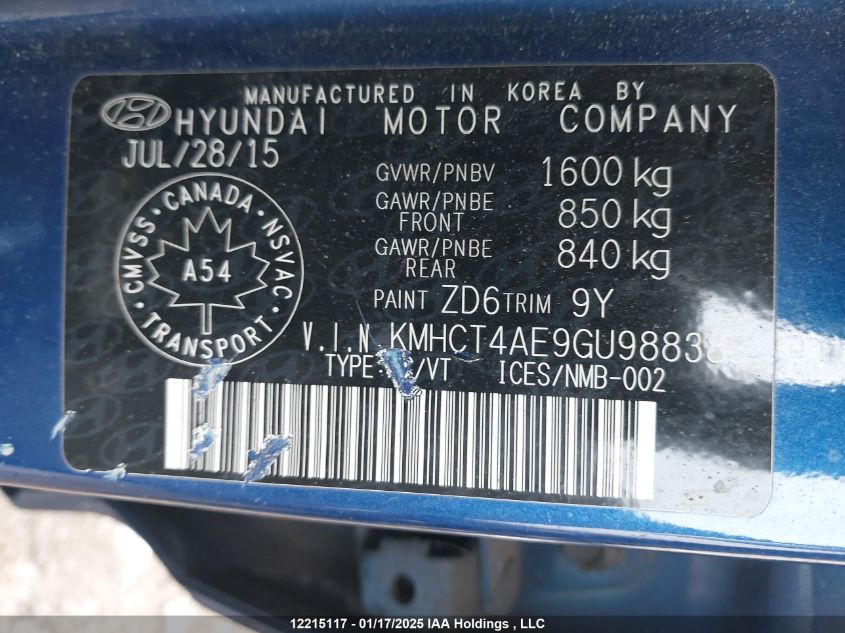 MANUFACTURED IN KOREA BY
HYUNDAI MOTOR COMPANY
JUL/28/15
GVWR/PNBV 1600 kg
GAWR/PNBE FRONT 850 kg
GAWR/PNBE REAR 840 kg
CMVSS · CANADA · NSVAC
A54
· TRANSPORT ·
PAINT ZD6 TRIM 9Y
V.I.N
TYPE /VT ICES/NMB-002
12215117 - 01/17/2025 IAA Holdings , LLC